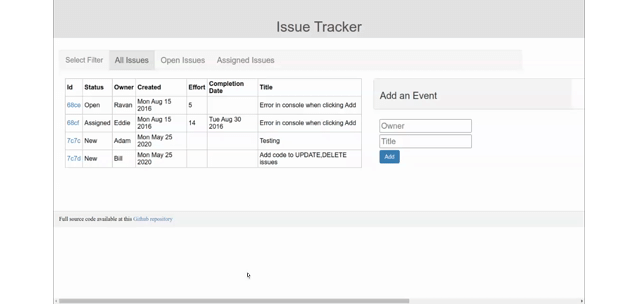 Issue Tracker
Select Filter All Issues Open Issues Assigned Issues
Id Status Owner Created Effort Completion Date Title
68ce Open Ravan Mon Aug 15 2016 5 Error in console when clicking Add
68cf Assigned Eddie Mon Aug 15 2016 14 Tue Aug 30 2016 Error in console when clicking Add
7c7c New Adam Mon May 25 2020 Testing
7c7d New Bill Mon May 25 2020 Add code to UPDATE,DELETE issues
Add an Event
Owner
Title
Add
Full source code available at this Github repository